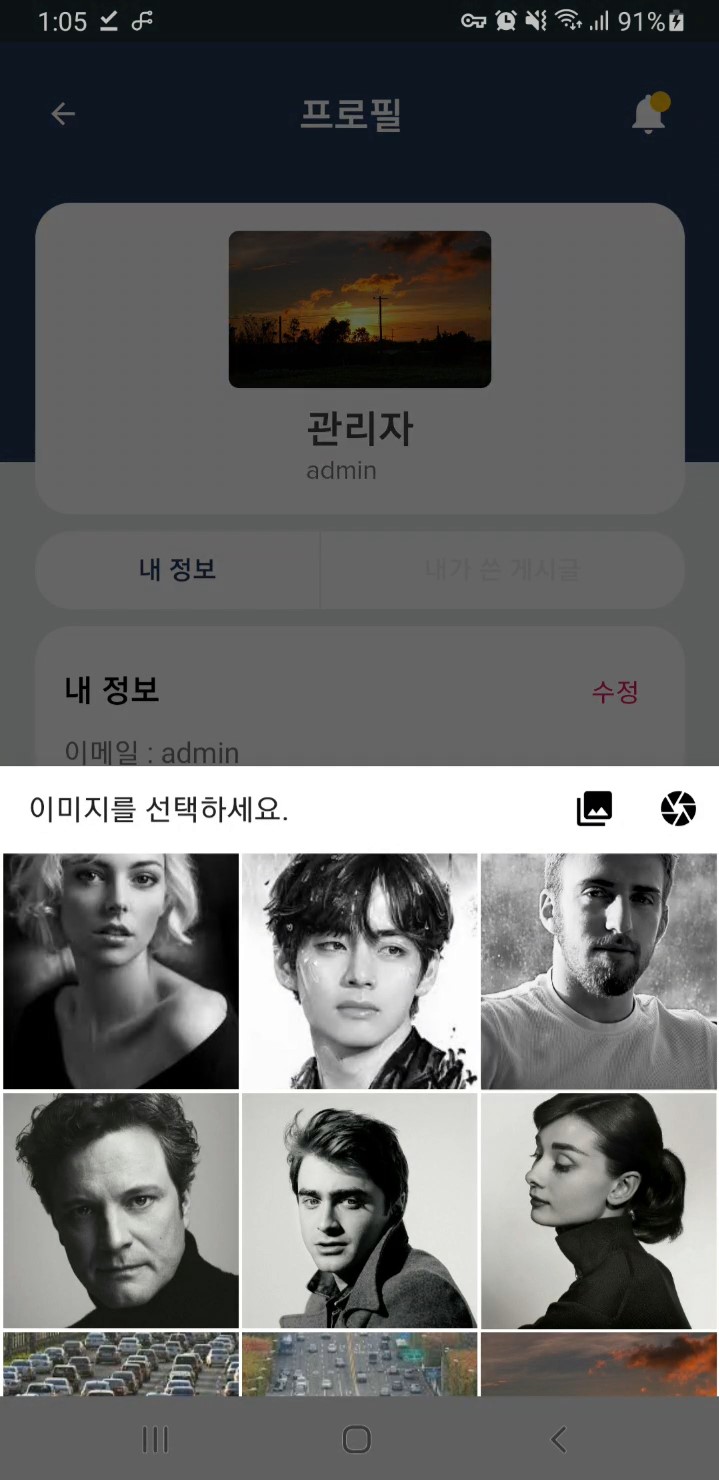 1:05
91%
프로필
관리자
admin
내 정보
내가 쓴 게시글
내 정보
수정
이메일 : admin
이미지를 선택하세요.